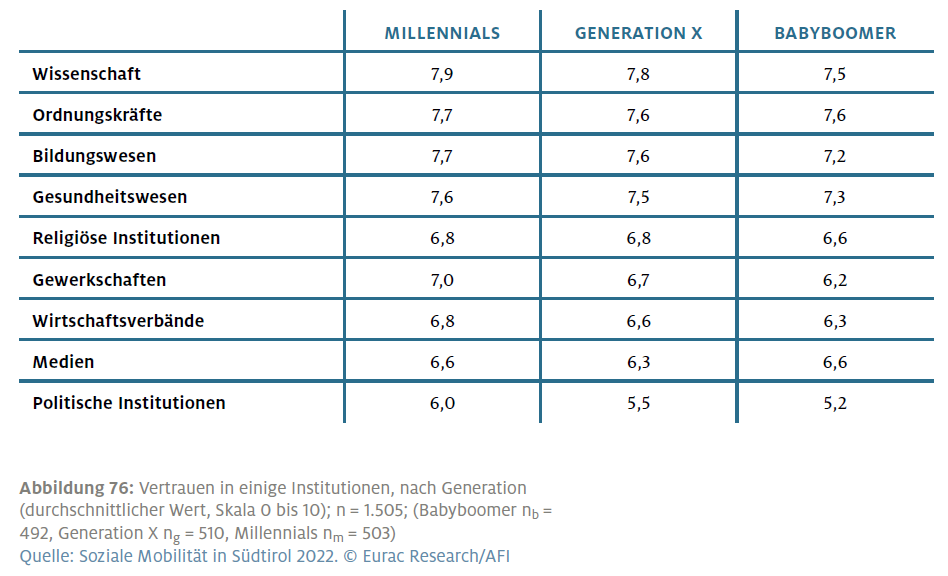 MILLENNIALS GENERATION X BABYBOOMER
Wissenschaft 7,9 7,8 7,5
Ordnungskräfte 7,7 7,6 7,6
Bildungswesen 7,7 7,6 7,2
Gesundheitswesen 7,6 7,5 7,3
Religiöse Institutionen 6,8 6,8 6,6
Gewerkschaften 7,0 6,7 6,2
Wirtschaftsverbände 6,8 6,6 6,3
Medien 6,6 6,3 6,6
Politische Institutionen 6,0 5,5 5,2
Abbildung 76: Vertrauen in einige Institutionen, nach Generation
(durchschnittlicher Wert, Skala 0 bis 10); n = 1.505; (Babyboomer nb =
492, Generation X ng = 510, Millennials nm = 503)
Quelle: Soziale Mobilität in Südtirol 2022. © Eurac Research/AFI